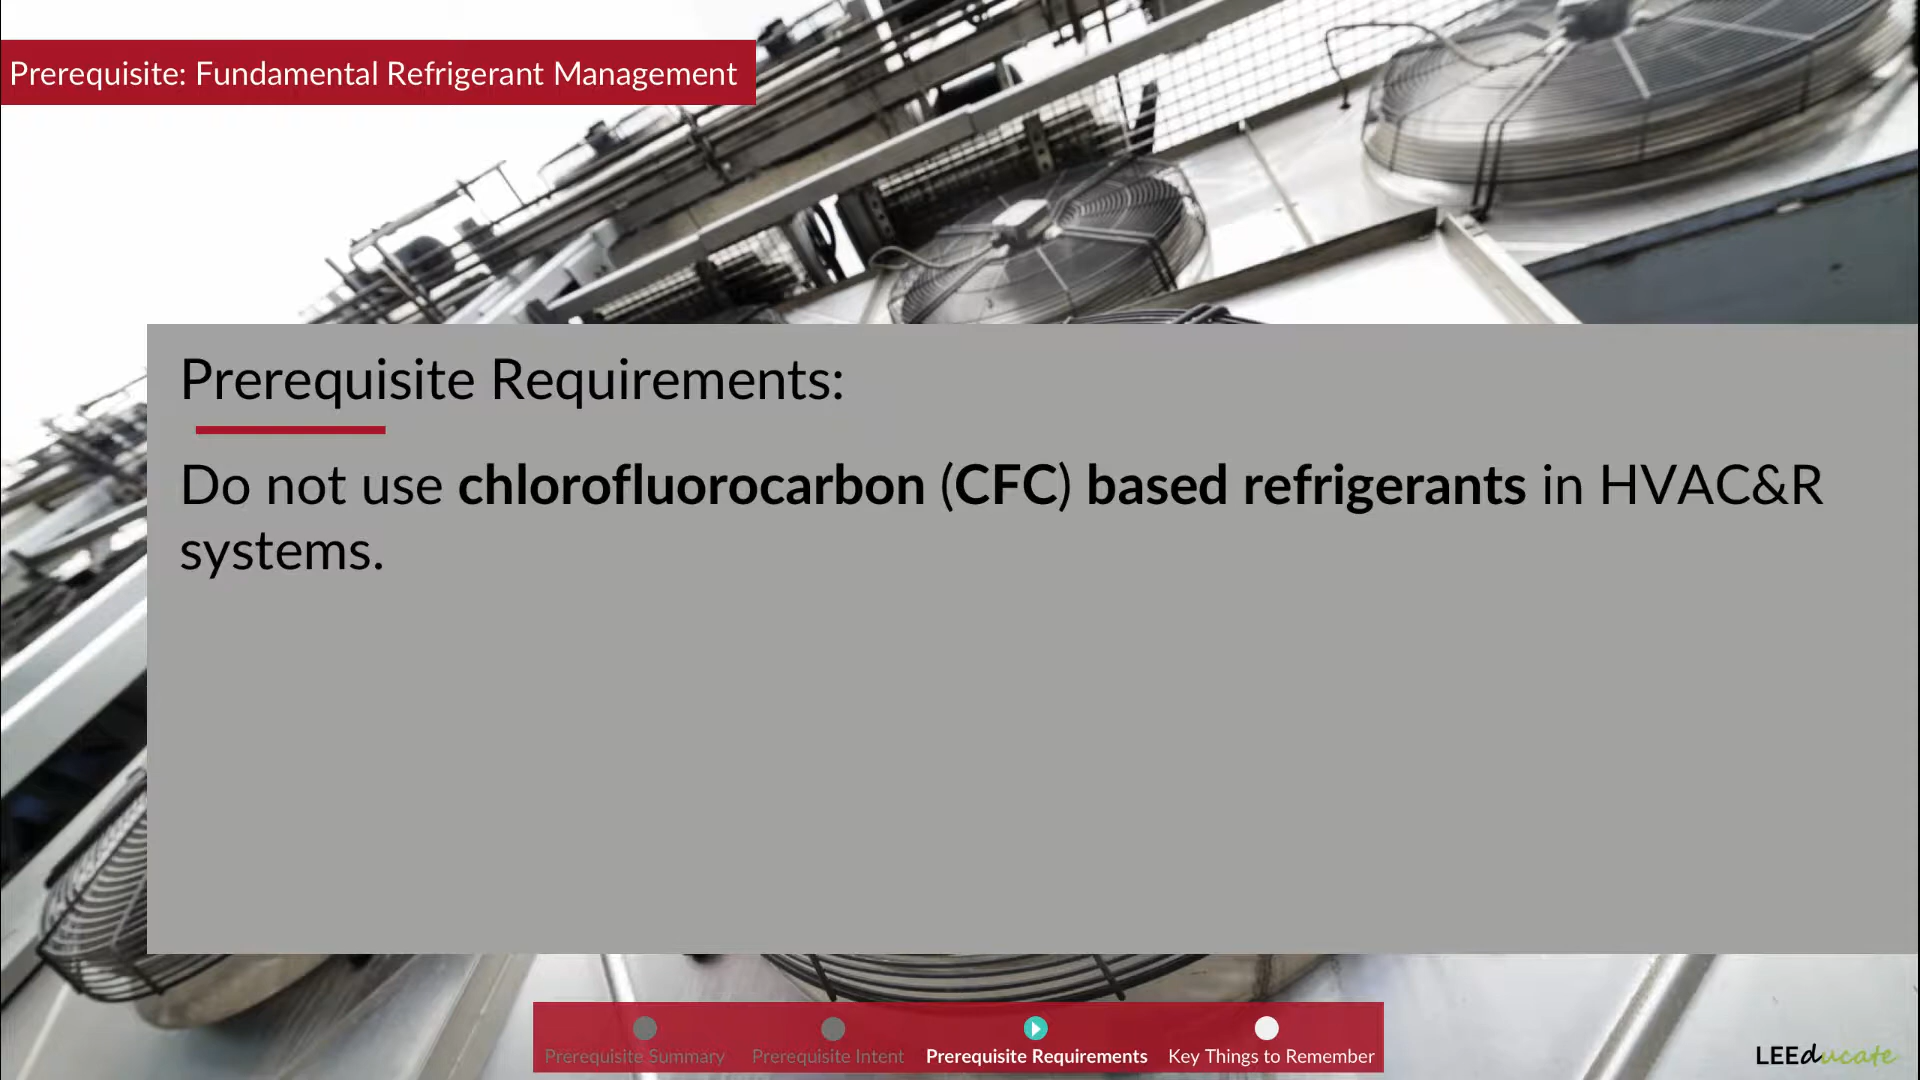 Prerequisite: Fundamental Refrigerant Management
Prerequisite Requirements:
Do not use chlorofluorocarbon (CFC) based refrigerants in HVAC&R
systems.
Prerequisite Summary
Prerequisite Intent
Prerequisite Requirements
Key Things to Remember
LEEducate